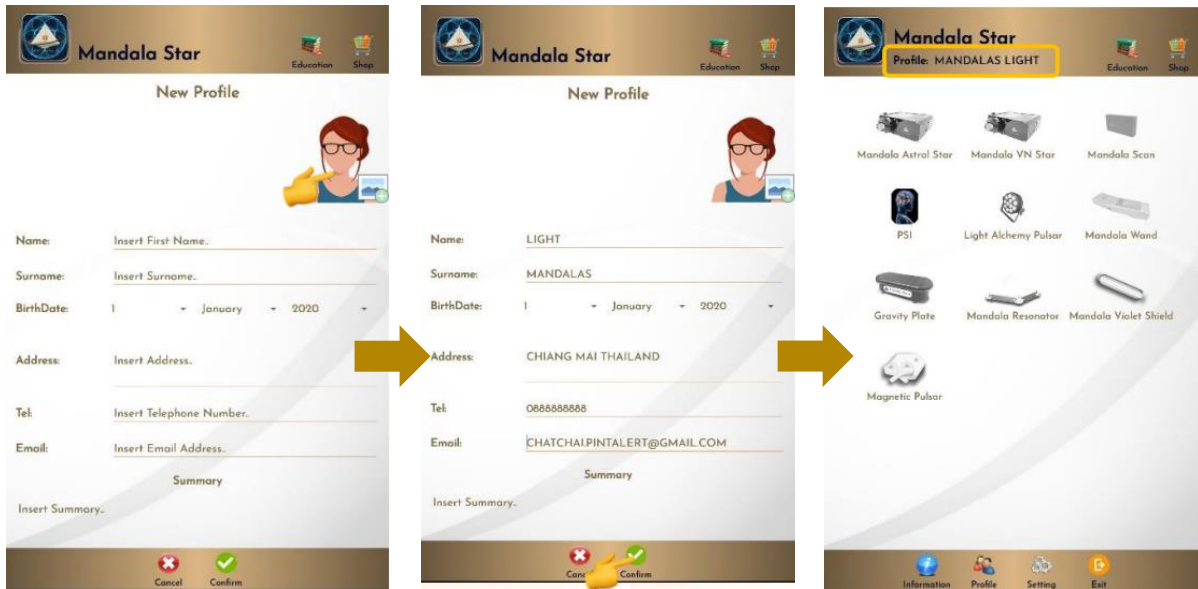 Mandala Star
Education
Shop
New Profile
Name: Insert First Name..
Surname: Insert Surname..
BirthDate: 1 January 2020
Address: Insert Address..
Tel: Insert Telephone Number..
Email: Insert Email Address..
Summary
Insert Summary..
Cancel
Confirm
Mandala Star
Education
Shop
New Profile
Name: LIGHT
Surname: MANDALAS
BirthDate: 1 January 2020
Address: CHIANG MAI THAILAND
Tel: 0888888888
Email: CHATCHAI.PINTALERT@GMAIL.COM
Summary
Insert Summary..
Canc
Confirm
Mandala Star
Profile: MANDALAS LIGHT
Education
Shop
Mandala Astral Star
Mandala VN Star
Mandala Scan
PSI
Light Alchemy Pulsar
Mandala Wand
Gravity Plate
Mandala Resonator
Mandala Violet Shield
Magnetic Pulsar
Information
Profile
Setting
Exit